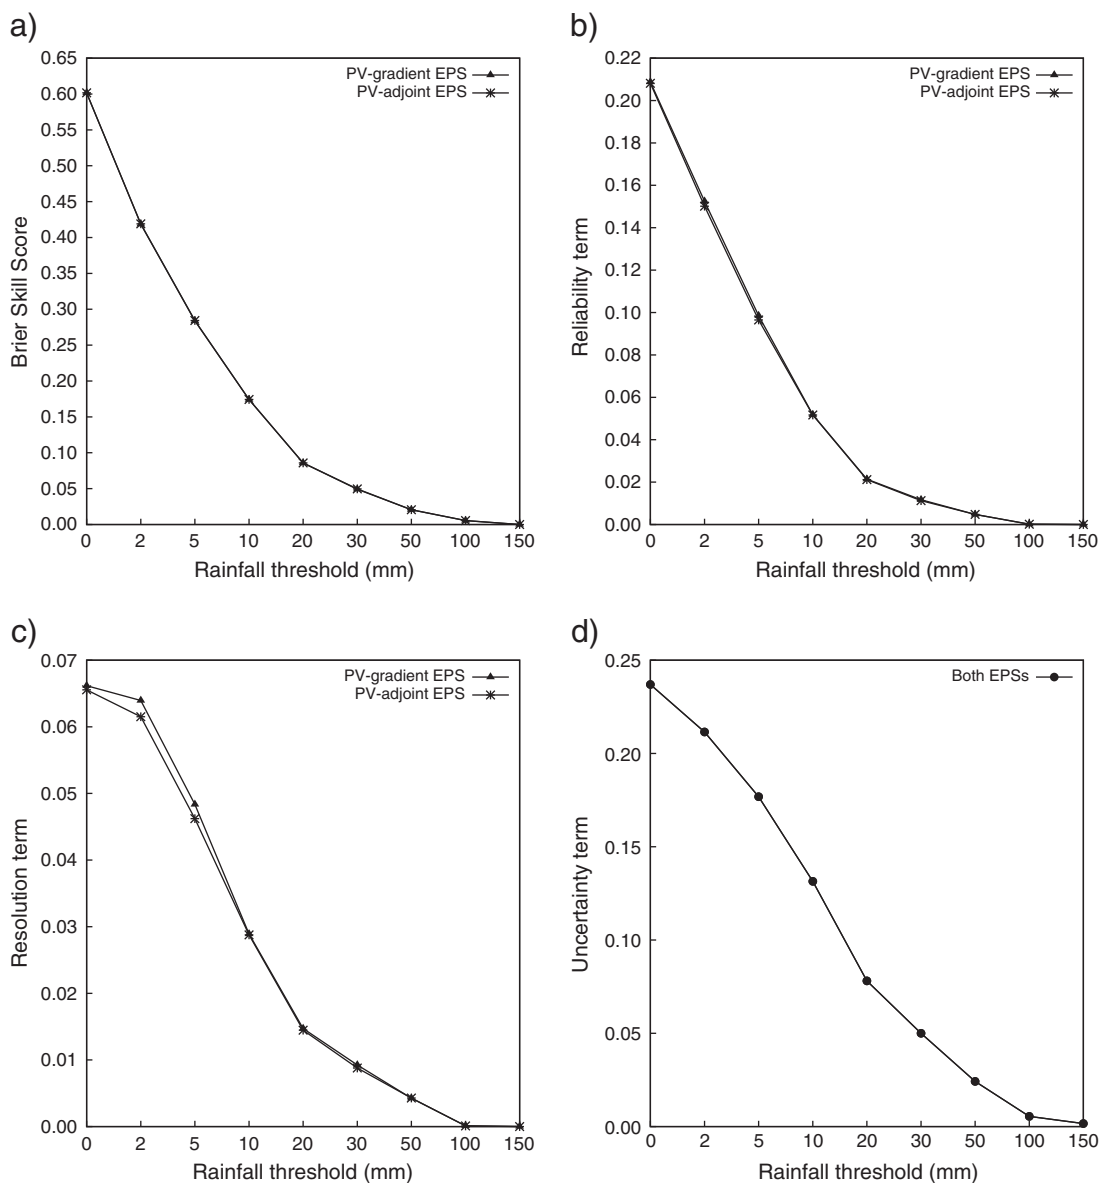 a)
PV-gradient EPS
PV-adjoint EPS
Brier Skill Score
0.65
0.60
0.55
0.50
0.45
0.40
0.35
0.30
0.25
0.20
0.15
0.10
0.05
0.00
0 2 5 10 20 30 50 100 150
Rainfall threshold (mm)
b)
PV-gradient EPS
PV-adjoint EPS
Reliability term
0.22
0.20
0.18
0.16
0.14
0.12
0.10
0.08
0.06
0.04
0.02
0.00
0 2 5 10 20 30 50 100 150
Rainfall threshold (mm)
c)
PV-gradient EPS
PV-adjoint EPS
Resolution term
0.07
0.06
0.05
0.04
0.03
0.02
0.01
0.00
0 2 5 10 20 30 50 100 150
Rainfall threshold (mm)
d)
Both EPSs
Uncertainty term
0.25
0.20
0.15
0.10
0.05
0.00
0 2 5 10 20 30 50 100 150
Rainfall threshold (mm)